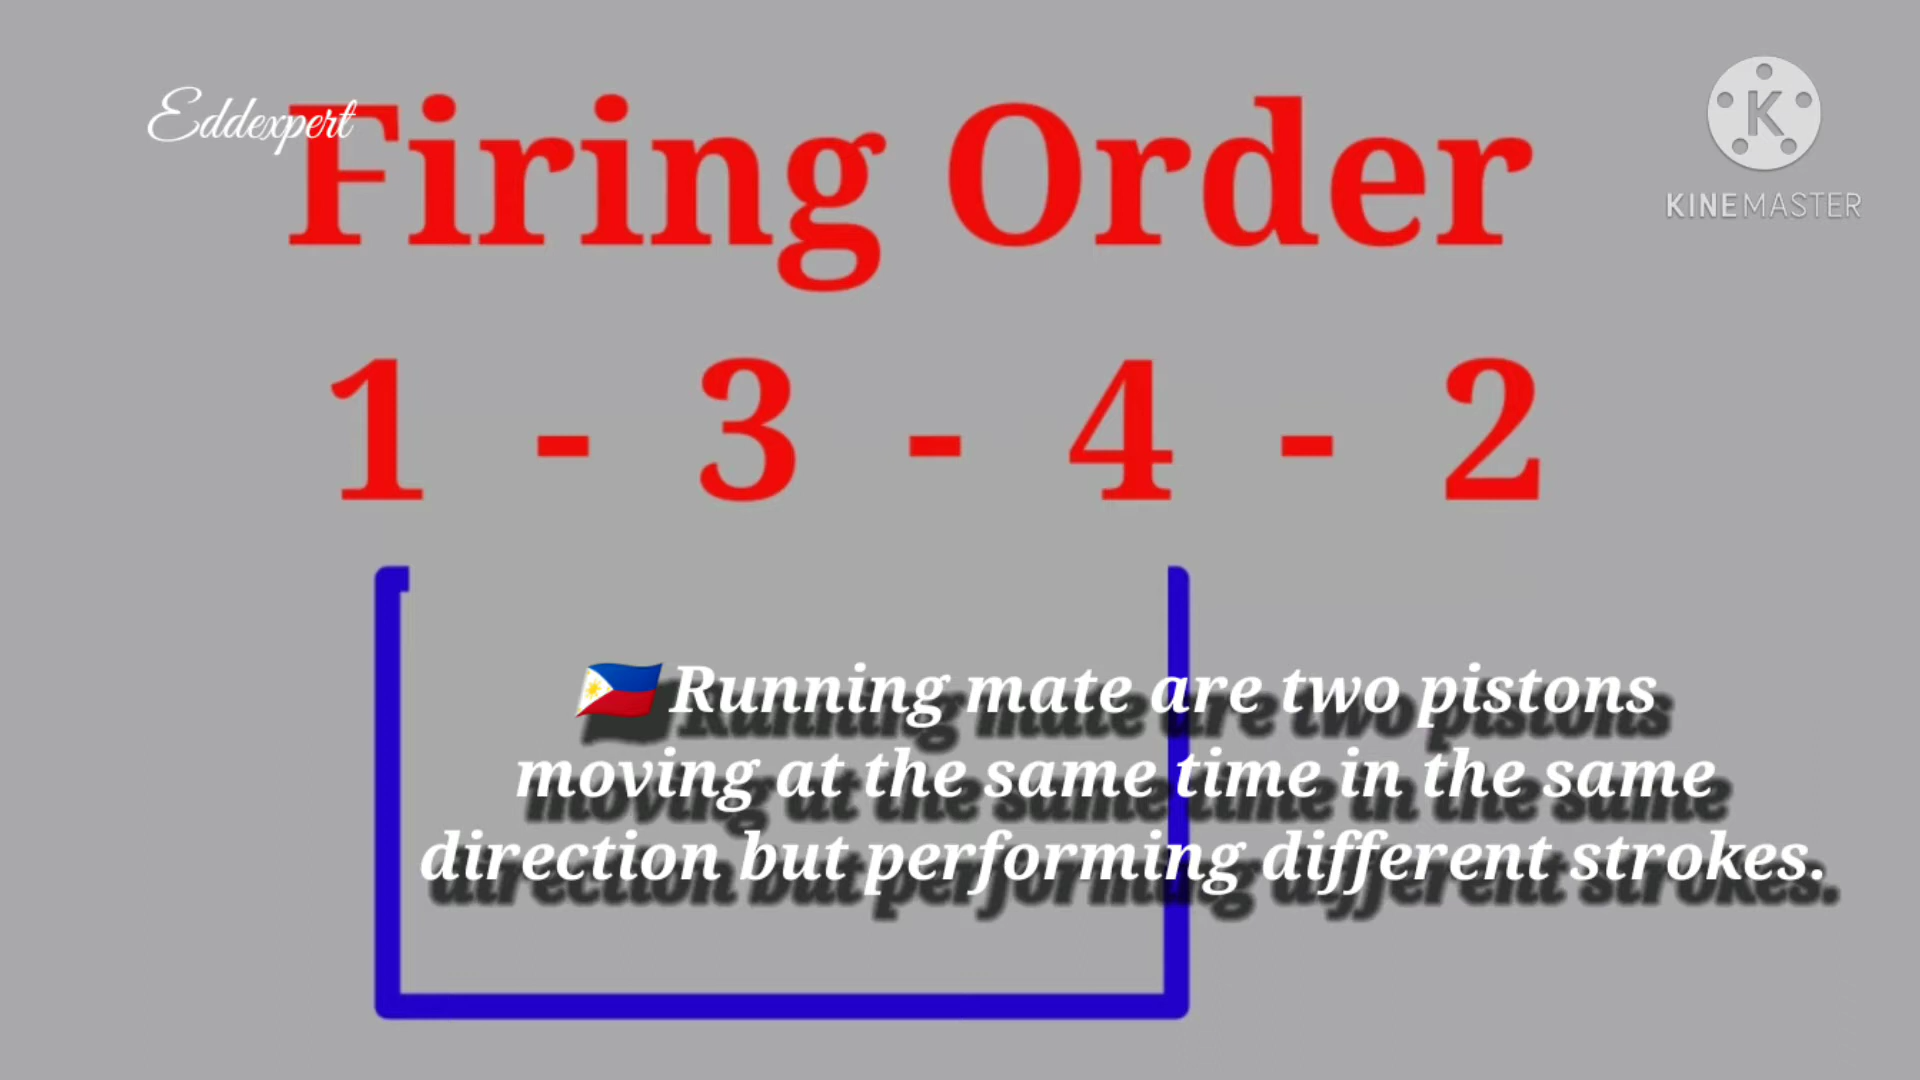 Eddexpert
Firing Order
KINEMASTER
1 - 3 - 4 - 2
🇵🇭 Running mate are two pistons
moving at the same time in the same
direction but performing different strokes.